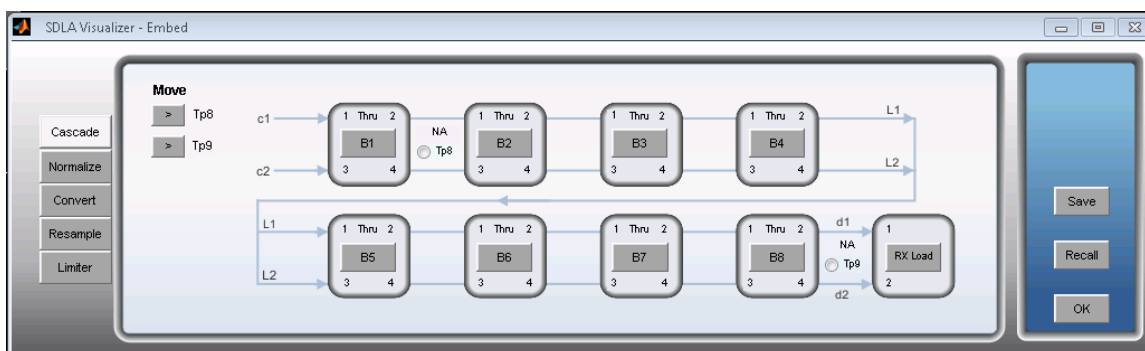 SDLA Visualizer - Embed
Move
> Tp8
> Tp9
Cascade
Normalize
Convert
Resample
Limiter
c1
c2
1 Thru 2
B1
3 4
NA
Tp8
1 Thru 2
B2
3 4
1 Thru 2
B3
3 4
1 Thru 2
B4
3 4
L1
L2
L1
L2
1 Thru 2
B5
3 4
1 Thru 2
B6
3 4
1 Thru 2
B7
3 4
1 Thru 2
B8
3 4
d1
NA
Tp9
d2
1
RX Load
2
Save
Recall
OK